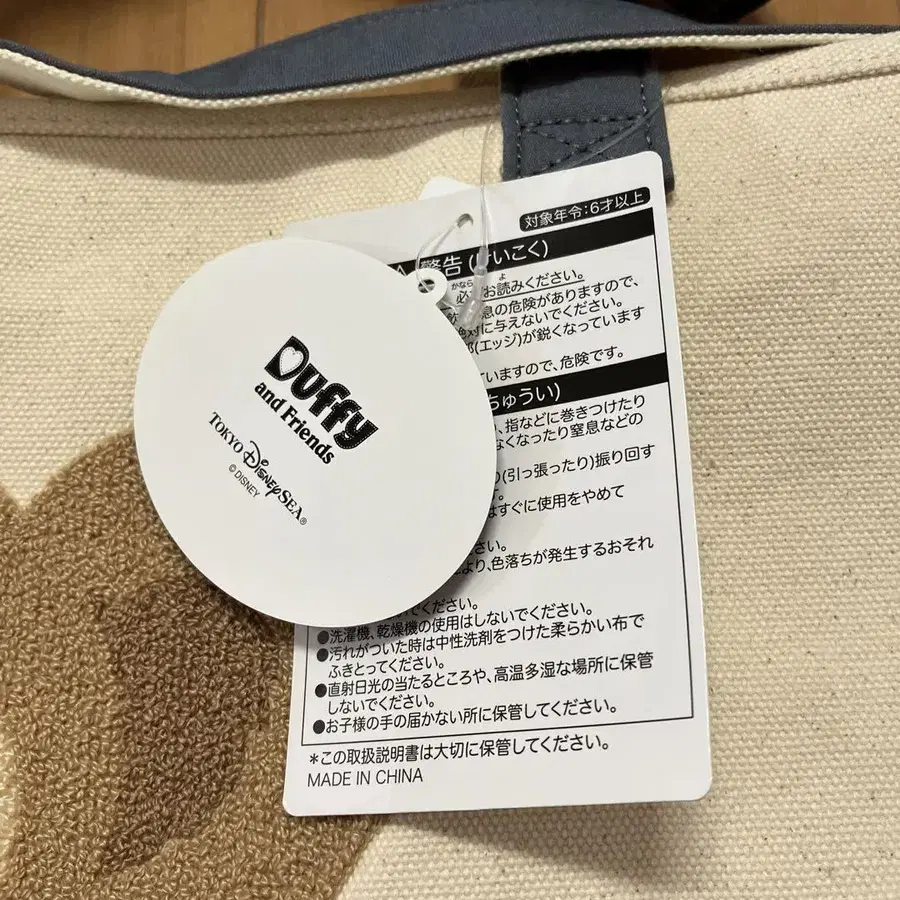 Duffy
and Friends
TOKYO DISNEYSEA®
© DISNEY
対象年令:6才以上
警告(けいこく)
かなら よ
必 お読みください。
息の危険がありますので、
対に与えないでください。
部(エッジ)が鋭くなっています
いますので、危険です。
ちゅうい)
、指などに巻きつけたり
なくなったり窒息などの
(引っ張ったり)振り回す
はすぐに使用をやめて
さい。
より、色落ちが発生するおそれ
でください。
●洗濯機、乾燥機の使用はしないでください。
●汚れがついた時は中性洗剤をつけた柔らかい布で
ふきとってください。
●直射日光の当たるところや、高温多湿な場所に保管
しないでください。
●お子様の手の届かない所に保管してください。
*この取扱説明書は大切に保管してください。
MADE IN CHINA